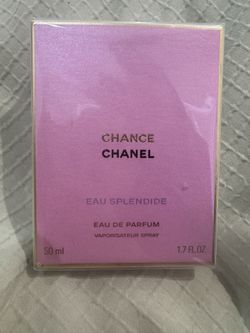 CHANCE
CHANEL
EAU SPLENDIDE
EAU DE PARFUM
VAPORISATEUR SPRAY
50 ml 1.7 FL. OZ.